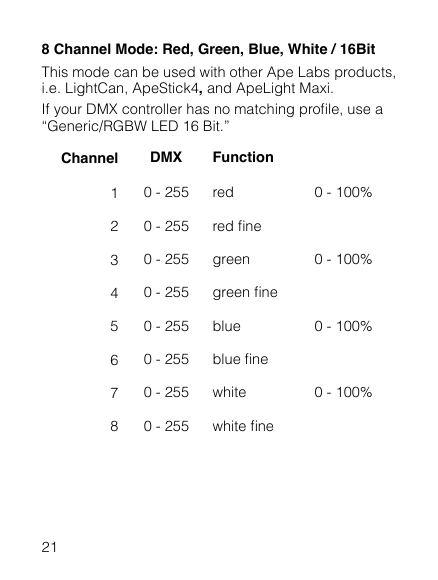 8 Channel Mode: Red, Green, Blue, White / 16Bit
This mode can be used with other Ape Labs products,
i.e. LightCan, ApeStick4, and ApeLight Maxi.
If your DMX controller has no matching profile, use a
“Generic/RGBW LED 16 Bit.”
Channel DMX Function
1 0 - 255 red 0 - 100%
2 0 - 255 red fine
3 0 - 255 green 0 - 100%
4 0 - 255 green fine
5 0 - 255 blue 0 - 100%
6 0 - 255 blue fine
7 0 - 255 white 0 - 100%
8 0 - 255 white fine
21